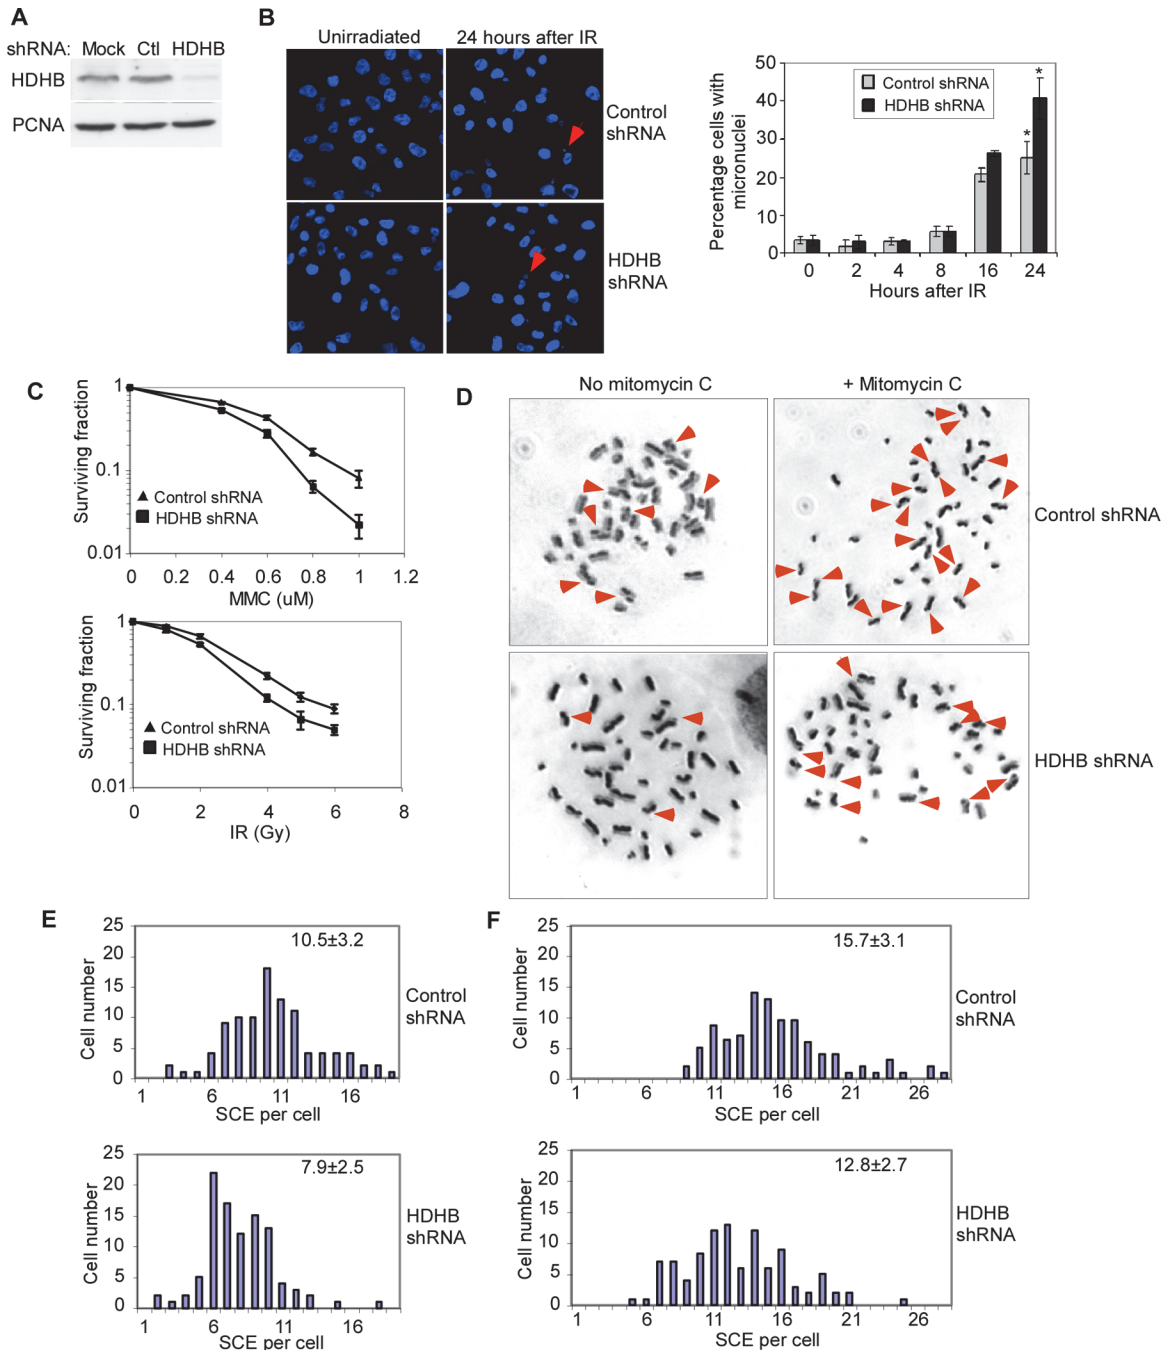 A
shRNA: Mock Ctl HDHB
HDHB
PCNA
B
Unirradiated 24 hours after IR
Control
shRNA
HDHB
shRNA
Percentage cells with
micronuclei
50
40
30
20
10
0
Control shRNA
HDHB shRNA
*
*
0 2 4 8 16 24
Hours after IR
C
Surviving fraction
1
0.1
0.01
Control shRNA
HDHB shRNA
0 0.2 0.4 0.6 0.8 1 1.2
MMC (uM)
Surviving fraction
1
0.1
0.01
Control shRNA
HDHB shRNA
0 2 4 6 8
IR (Gy)
D
No mitomycin C + Mitomycin C
Control shRNA
HDHB shRNA
E
Cell number
25
20
15
10
5
0
10.5±3.2
Control
shRNA
1 6 11 16
SCE per cell
Cell number
25
20
15
10
5
0
7.9±2.5
HDHB
shRNA
1 6 11 16
SCE per cell
F
Cell number
25
20
15
10
5
0
15.7±3.1
Control
shRNA
1 6 11 16 21 26
SCE per cell
Cell number
25
20
15
10
5
0
12.8±2.7
HDHB
shRNA
1 6 11 16 21 26
SCE per cell